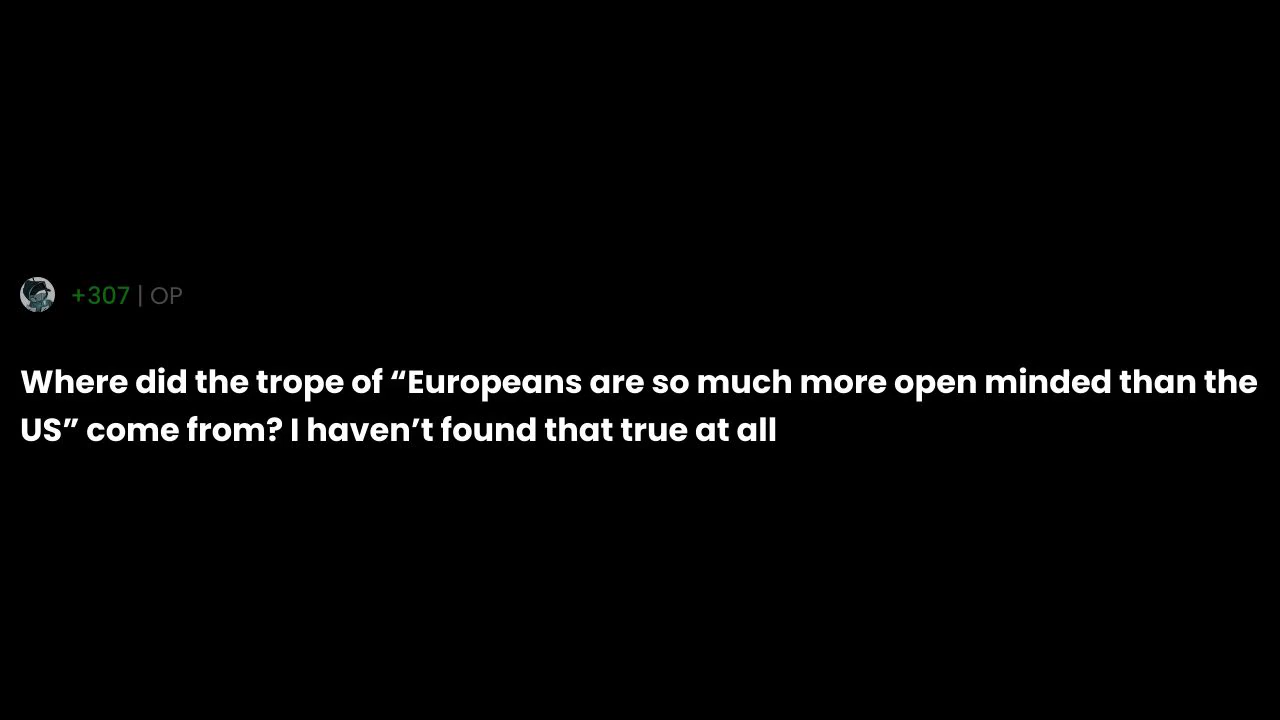 +307 | OP
Where did the trope of “Europeans are so much more open minded than the
US” come from? I haven’t found that true at all